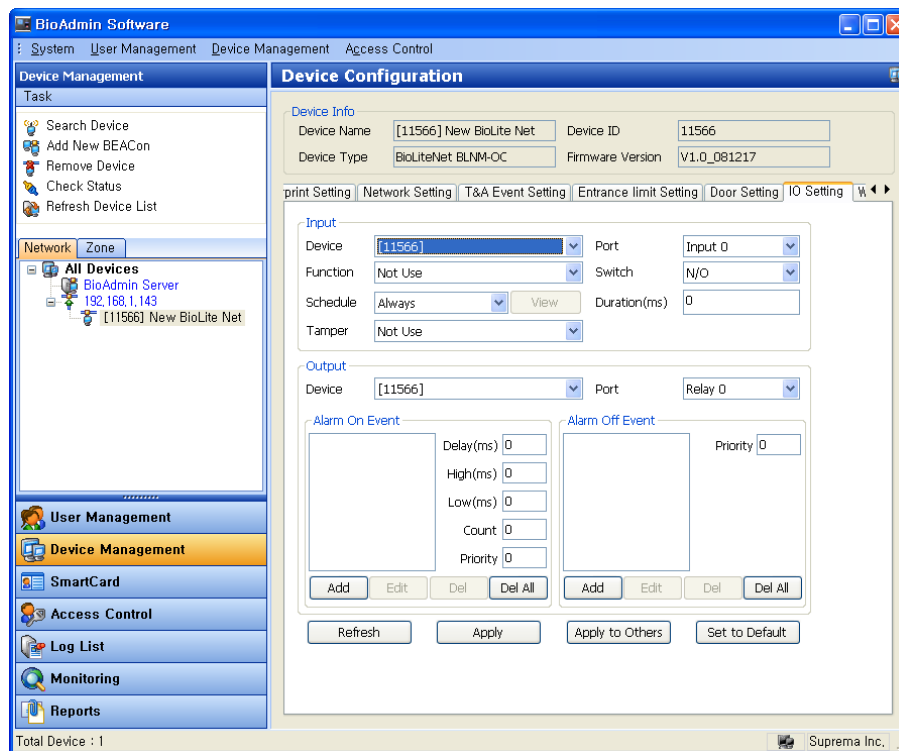 BioAdmin Software
System User Management Device Management Access Control
Device Management
Task
Search Device
Add New BEACon
Remove Device
Check Status
Refresh Device List
Network Zone
All Devices
BioAdmin Server
192,168,1,143
[11566] New BioLite Net
User Management
Device Management
SmartCard
Access Control
Log List
Monitoring
Reports
Device Configuration
Device Info
Device Name [11566] New BioLite Net Device ID 11566
Device Type BioLiteNet BLNM-OC Firmware Version V1.0_081217
print Setting Network Setting T&A Event Setting Entrance limit Setting Door Setting IO Setting
Input
Device [11566] Port Input 0
Function Not Use Switch N/O
Schedule Always View Duration(ms) 0
Tamper Not Use
Output
Device [11566] Port Relay 0
Alarm On Event Alarm Off Event
Delay(ms) 0 Priority 0
High(ms) 0
Low(ms) 0
Count 0
Priority 0
Add Edit Del Del All Add Edit Del Del All
Refresh Apply Apply to Others Set to Default
Total Device : 1 Suprema Inc.